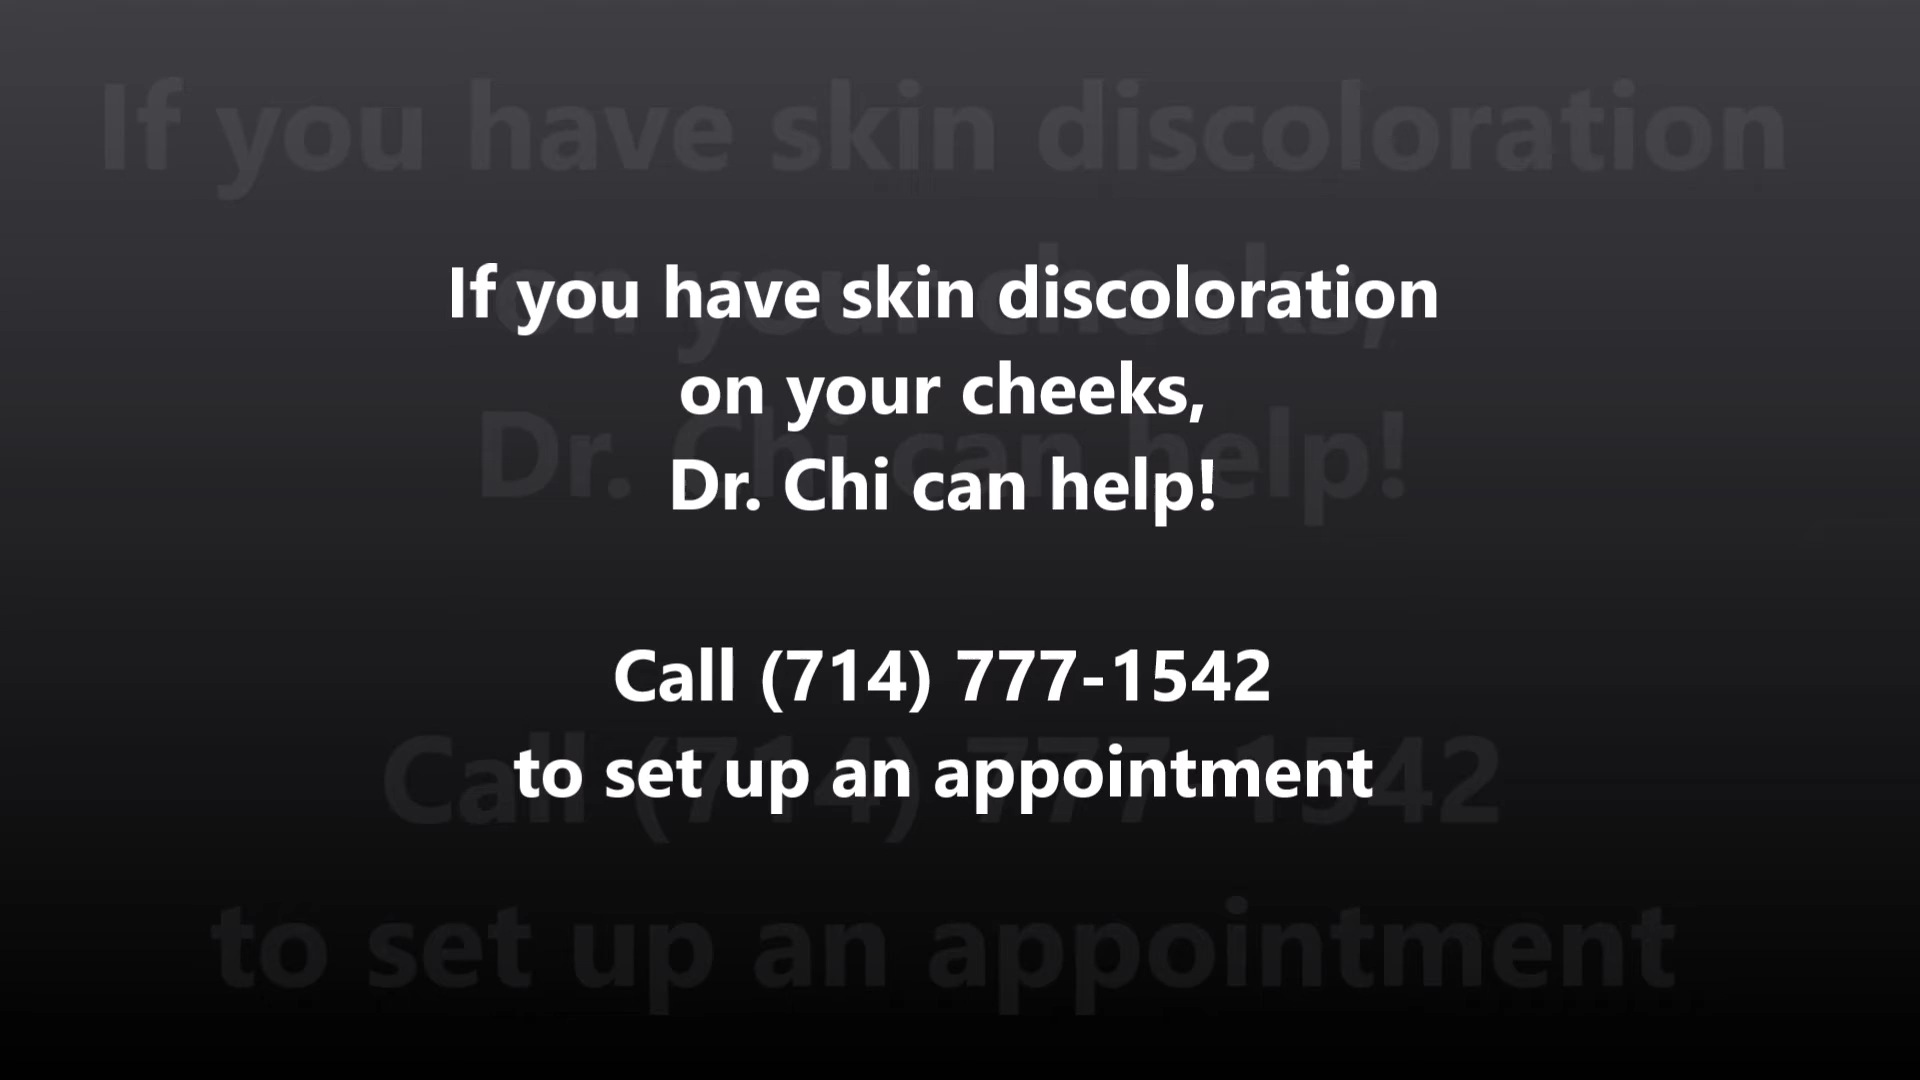 If you have skin discoloration
on your cheeks,
Dr. Chi can help!
Call (714) 777-1542
to set up an appointment